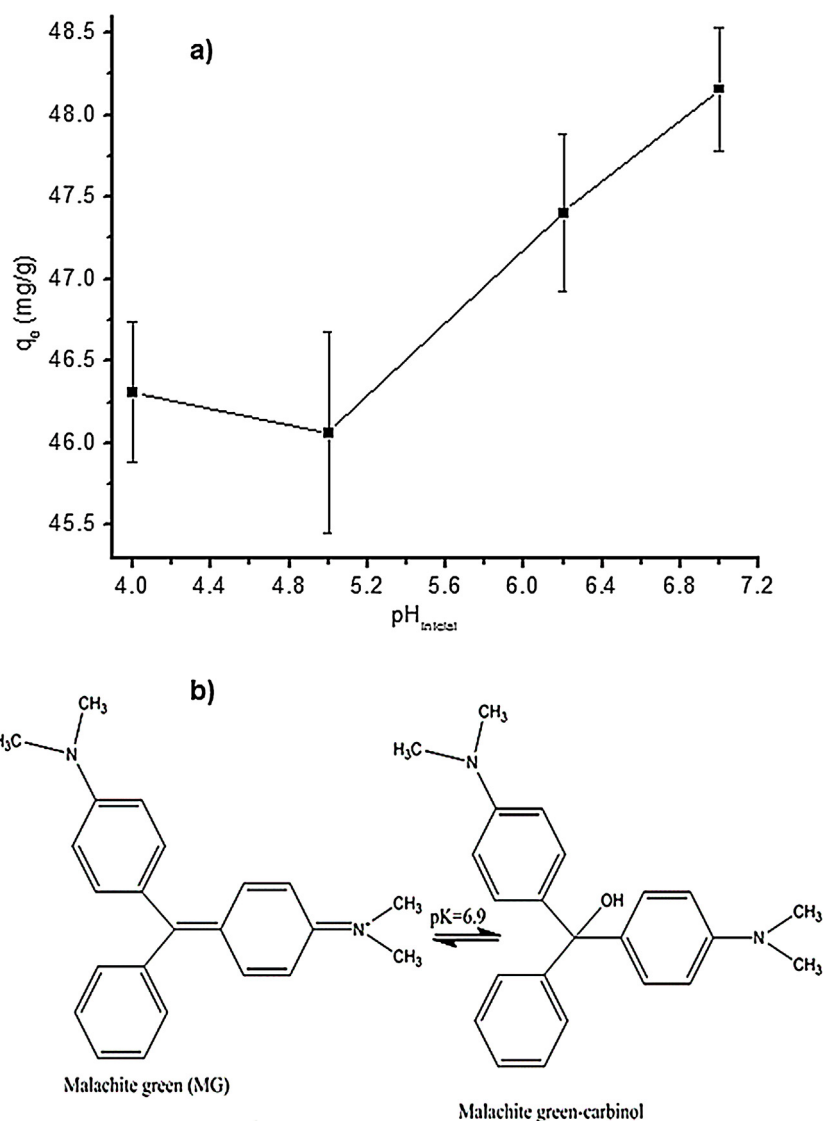 a)
48.5
48.0
47.5
47.0
46.5
46.0
45.5
qe (mg/g)
4.0 4.4 4.8 5.2 5.6 6.0 6.4 6.8 7.2
pH inicial
b)
CH₃
H₃C
N
N⁺
CH₃
CH₃
Malachite green (MG)
pK=6.9
CH₃
H₃C
N
OH
N
CH₃
CH₃
Malachite green-carbinol